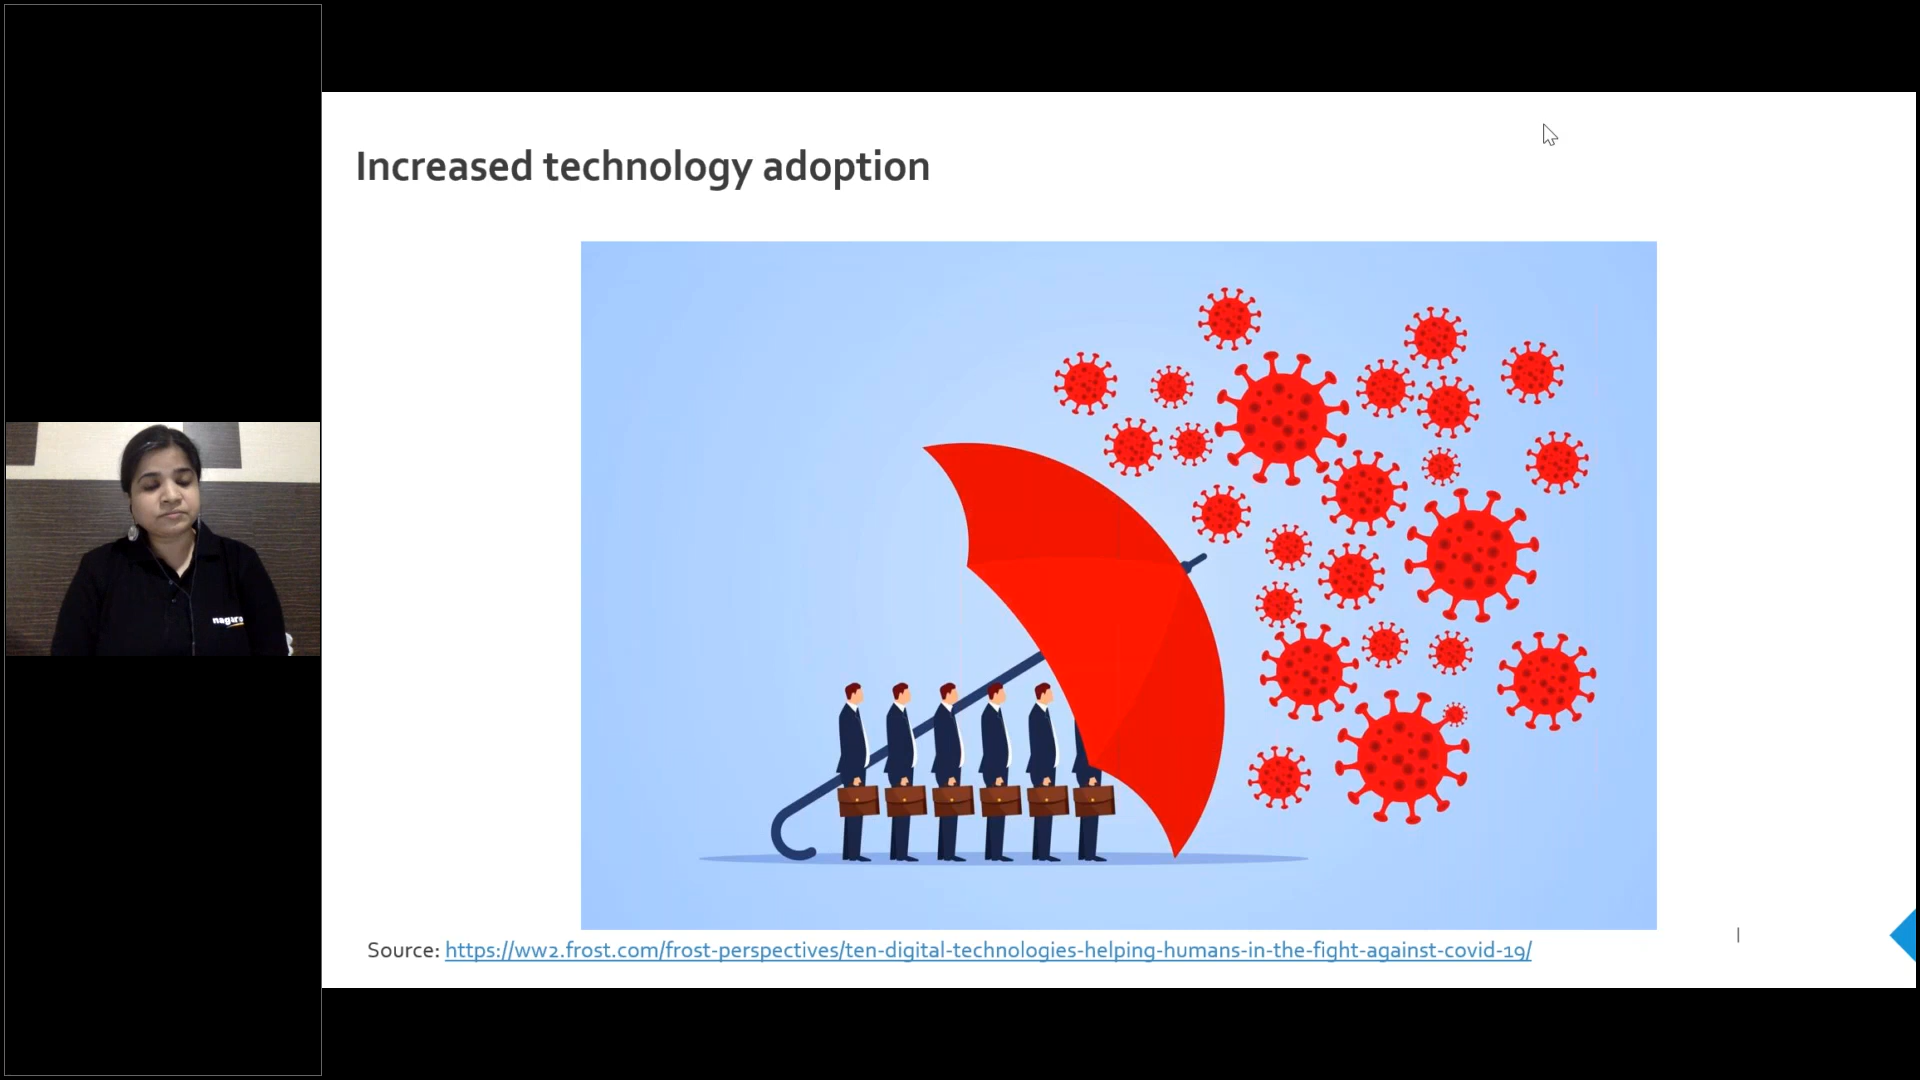 Increased technology adoption
nagarro
Source: https://ww2.frost.com/frost-perspectives/ten-digital-technologies-helping-humans-in-the-fight-against-covid-19/